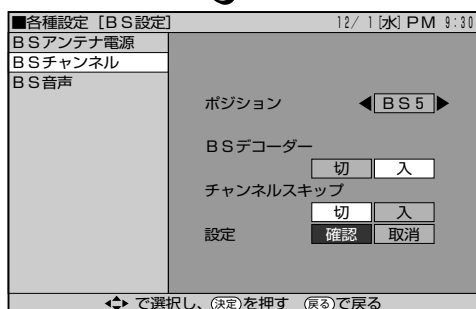 ■各種設定［BS設定］ 12/ 1[水]PM 9:30
BSアンテナ電源
BSチャンネル
BS音声
ポジション ◀BS5▶
BSデコーダー
切 入
チャンネルスキップ
切 入
設定 確認 取消
で選択し、決定を押す 戻るで戻る